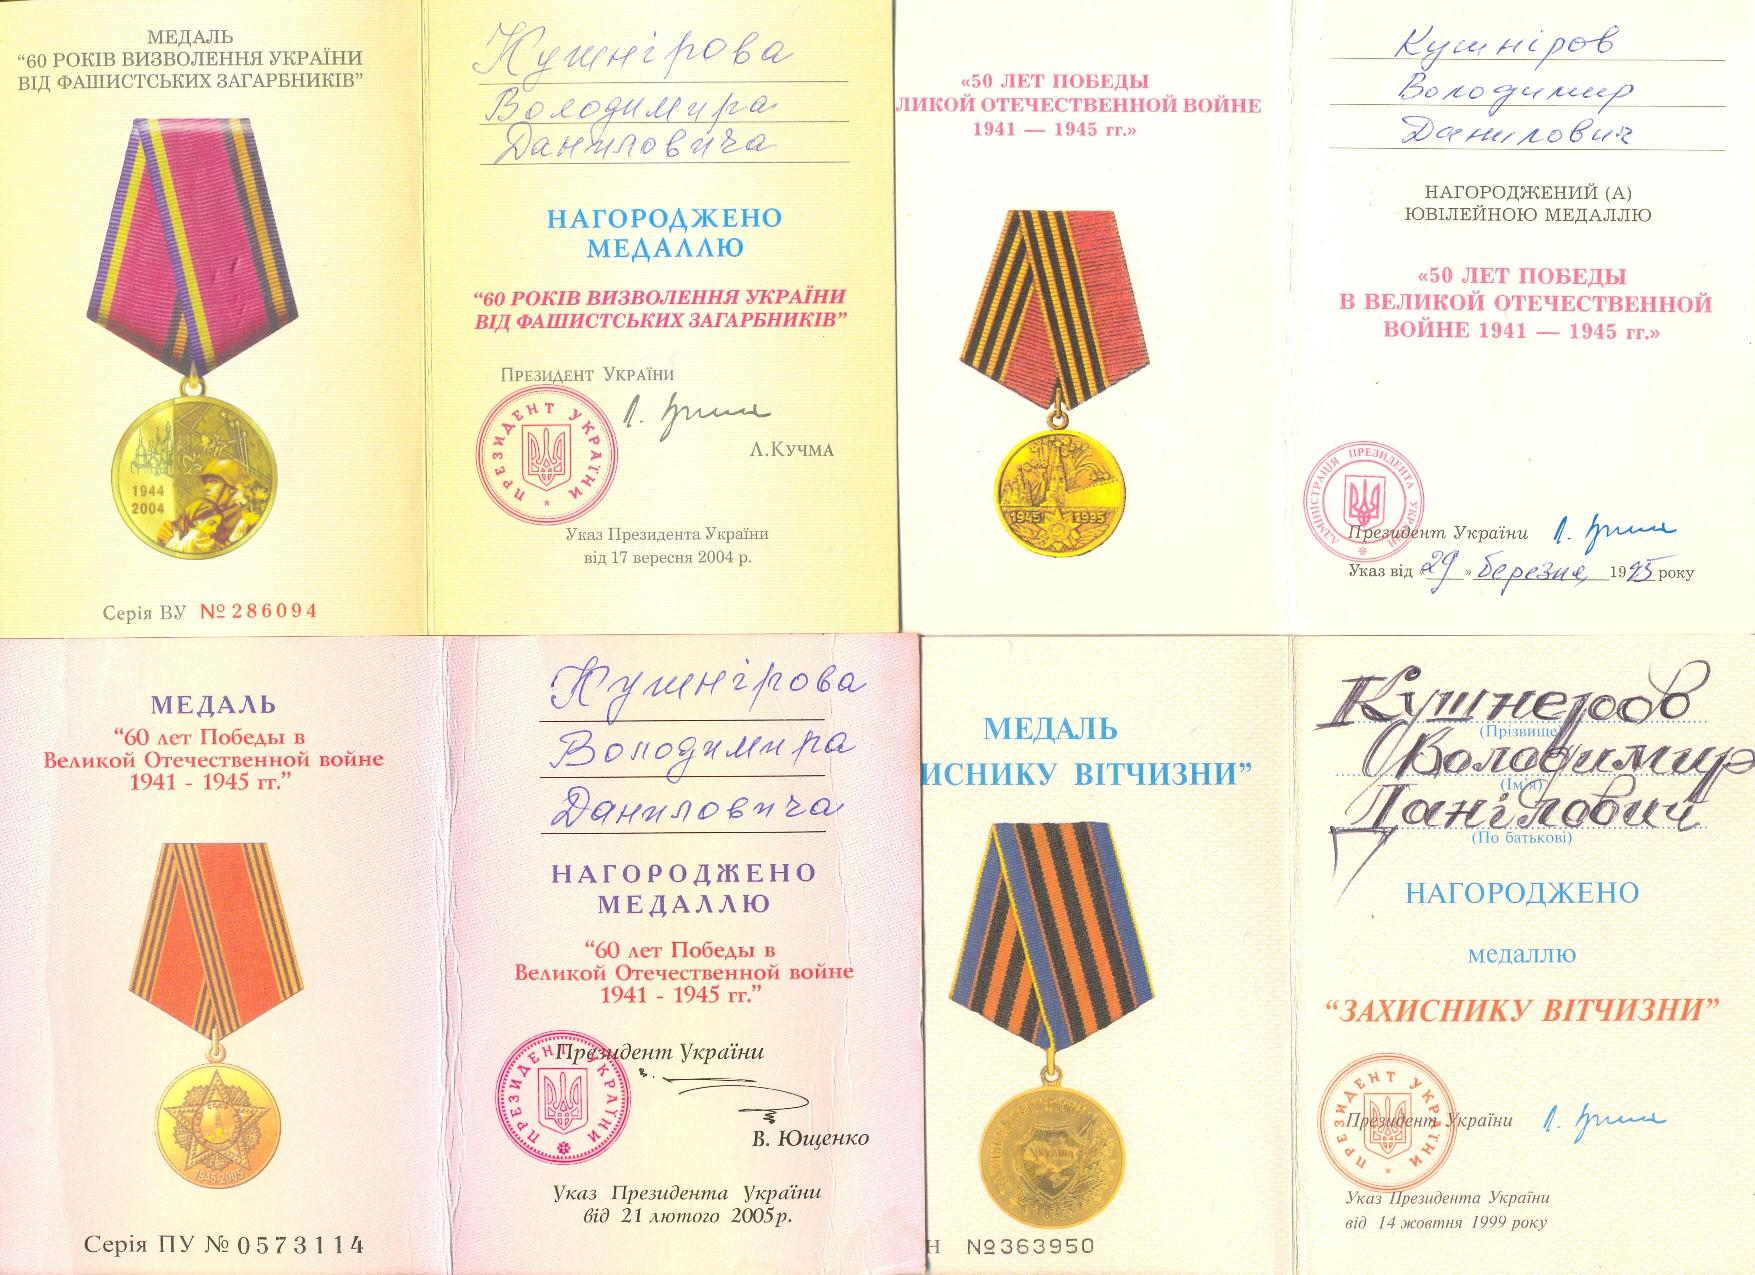 МЕДАЛЬ
“60 РОКІВ ВИЗВОЛЕННЯ УКРАЇНИ
ВІД ФАШИСТСЬКИХ ЗАГАРБНИКІВ”
1944
2004
Серія ВУ №286094
Кушнірова
Володимира
Даниловича
НАГОРОДЖЕНО
МЕДАЛЛЮ
“60 РОКІВ ВИЗВОЛЕННЯ УКРАЇНИ
ВІД ФАШИСТСЬКИХ ЗАГАРБНИКІВ”
Президент України
ПРЕЗИДЕНТ УКРАЇНИ
Л.Кучма
Указ Президента України
від 17 вересня 2004 р.
«50 ЛЕТ ПОБЕДЫ
ЛИКОЙ ОТЕЧЕСТВЕННОЙ ВОЙНЕ
1941 — 1945 гг.»
1945 1995
Кушніров
Володимир
Данилович
НАГОРОДЖЕНИЙ (А)
ЮВІЛЕЙНОЮ МЕДАЛЛЮ
«50 ЛЕТ ПОБЕДЫ
В ВЕЛИКОЙ ОТЕЧЕСТВЕННОЙ
ВОЙНЕ 1941 — 1945 гг.»
АДМІНІСТРАЦІЯ ПРЕЗИДЕНТА УКРАЇНИ
Президент України
Указ від «29» березня 1995 року
МЕДАЛЬ
“60 лет Победы в
Великой Отечественной войне
1941 - 1945 гг.”
1945-2005
Серія ПУ №0573114
Кушнірова
Володимира
Даниловича
НАГОРОДЖЕНО
МЕДАЛЛЮ
“60 лет Победы в
Великой Отечественной войне
1941 - 1945 гг.”
Президент України
ПРЕЗИДЕНТ УКРАЇНИ
В. Ющенко
Указ Президента України
від 21 лютого 2005р.
МЕДАЛЬ
ИСНИКУ ВІТЧИЗНИ”
Україна
Н №363950
Кушнеров
(Прізвище)
Володимир
(Ім'я)
Данілович
(По батькові)
НАГОРОДЖЕНО
медаллю
“ЗАХИСНИКУ ВІТЧИЗНИ”
ПРЕЗИДЕНТ УКРАЇНИ
Президент України
Указ Президента України
від 14 жовтня 1999 року